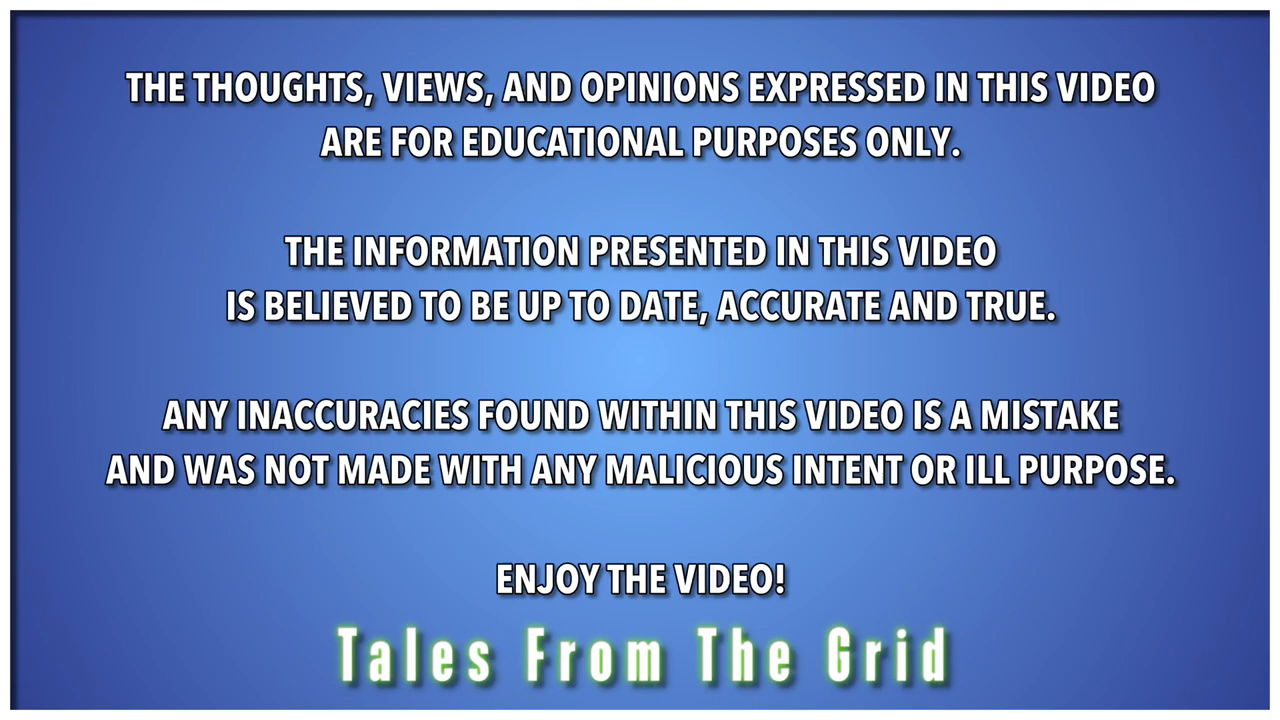 THE THOUGHTS, VIEWS, AND OPINIONS EXPRESSED IN THIS VIDEO
ARE FOR EDUCATIONAL PURPOSES ONLY.
THE INFORMATION PRESENTED IN THIS VIDEO
IS BELIEVED TO BE UP TO DATE, ACCURATE AND TRUE.
ANY INACCURACIES FOUND WITHIN THIS VIDEO IS A MISTAKE
AND WAS NOT MADE WITH ANY MALICIOUS INTENT OR ILL PURPOSE.
ENJOY THE VIDEO!
Tales From The Grid